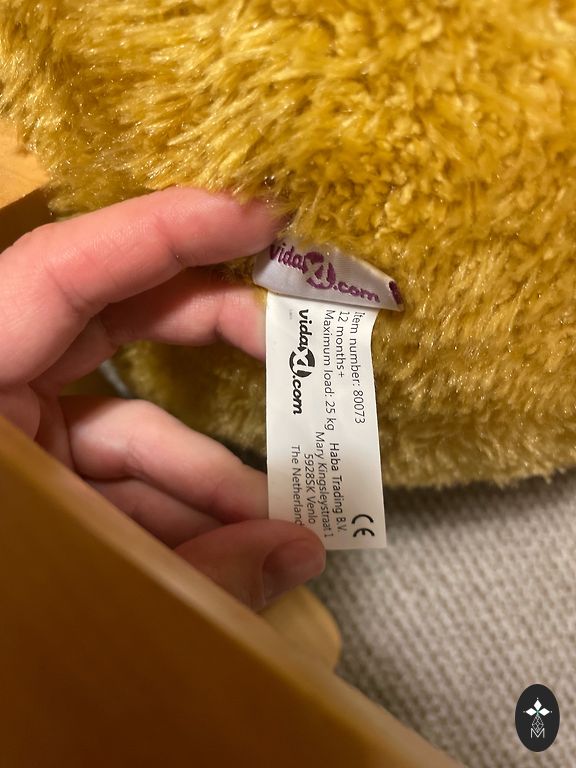 vidaXL.com
Item number: 80073
12 months+
Maximum load: 25 kg
vidaXL.com
CE
Haba Trading B.V.
Mary Kingsleystraat 1
5928SK Venlo
The Netherland
M